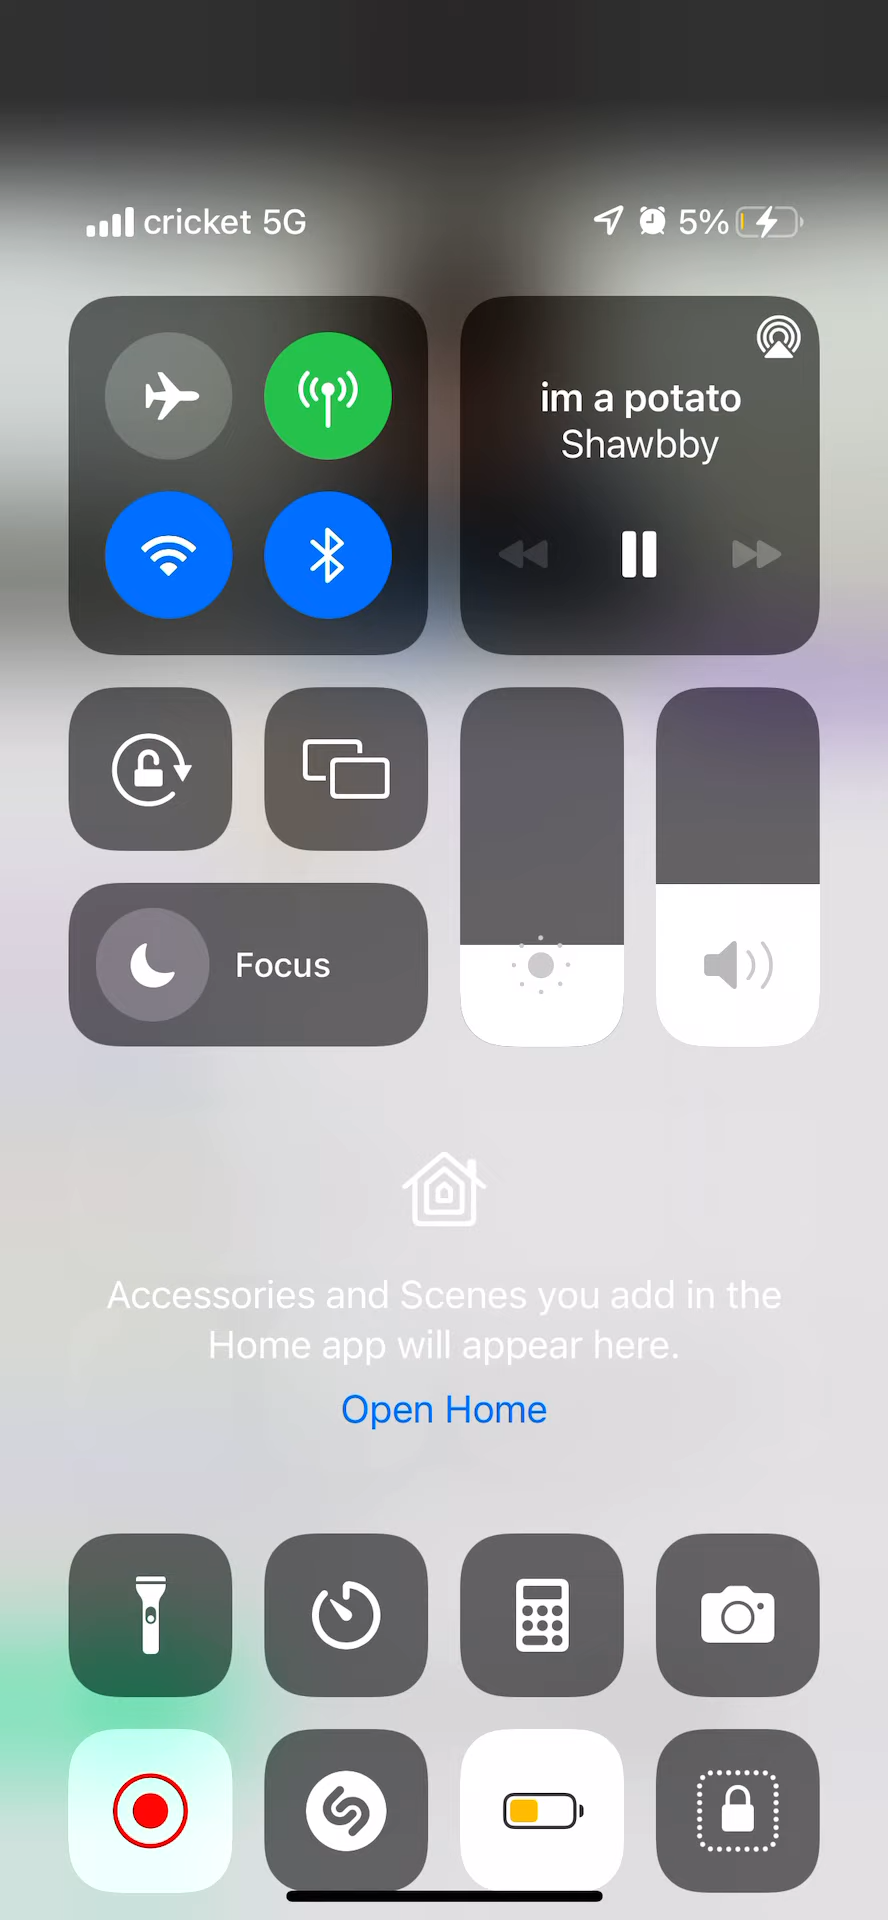 cricket 5G
5%
im a potato
Shawbby
Focus
Accessories and Scenes you add in the
Home app will appear here.
Open Home